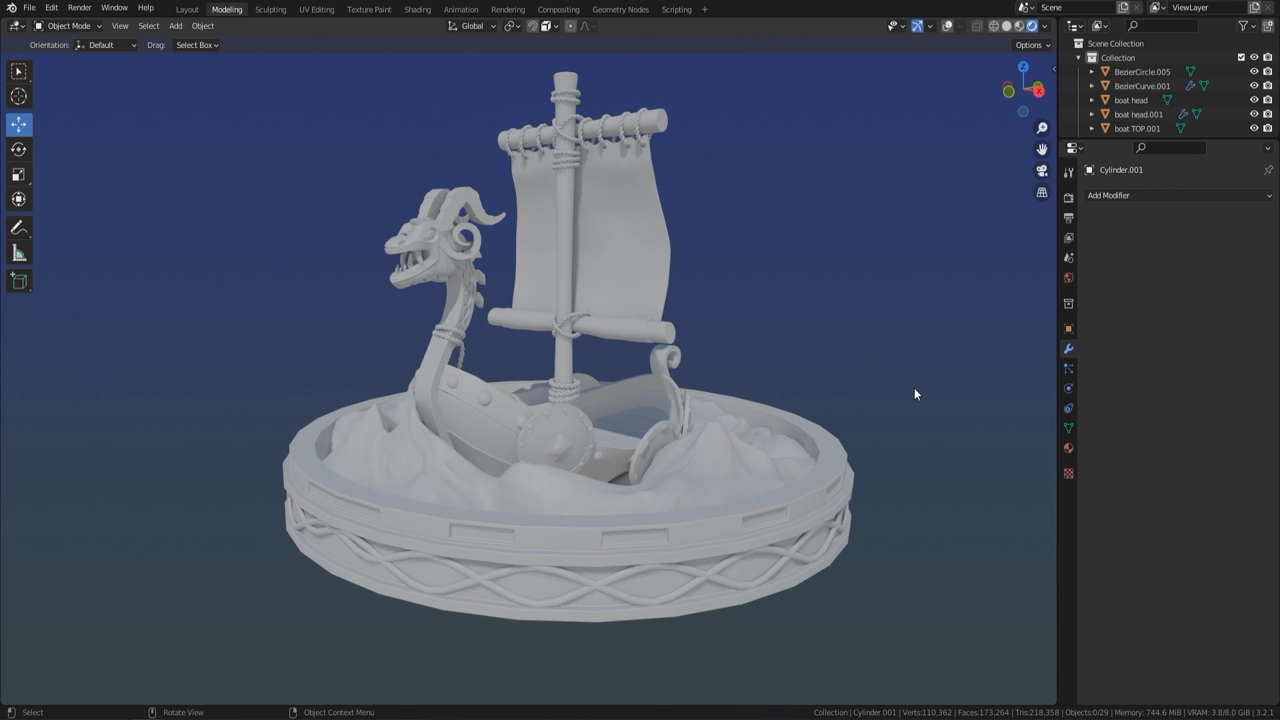 File Edit Render Window Help Layout Modeling Sculpting UV Editing Texture Paint Shading Animation Rendering Compositing Geometry Nodes Scripting + Scene ViewLayer
Object Mode View Select Add Object Global
Orientation: Default Drag: Select Box Options
Scene Collection
Collection
BezierCircle.005
BezierCurve.001
boat head
boat head.001
boat TOP.001
Z
X
Cylinder.001
Add Modifier
Select Rotate View Object Context Menu Collection | Cylinder.001 | Verts:110,362 | Faces:173,264 | Tris:218,358 | Objects:0/29 | Memory: 744.6 MiB | VRAM: 3.8/8.0 GiB | 3.2.1